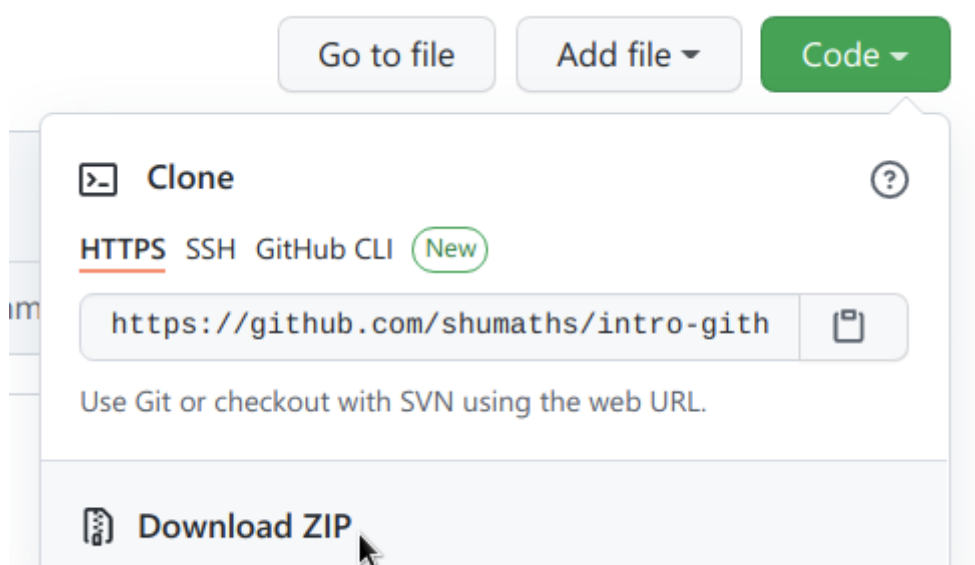 Go to file Add file Code
Clone
HTTPS SSH GitHub CLI New
https://github.com/shumaths/intro-gith
Use Git or checkout with SVN using the web URL.
Download ZIP